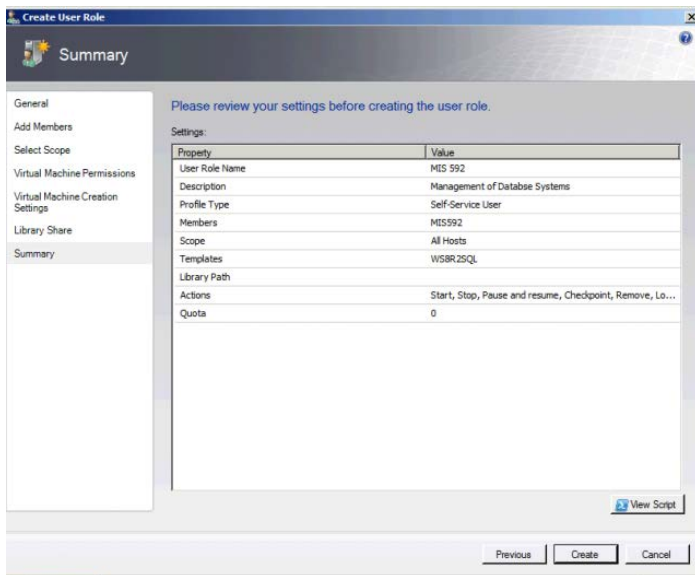 Create User Role
Summary
General
Add Members
Select Scope
Virtual Machine Permissions
Virtual Machine Creation
Settings
Library Share
Summary
Please review your settings before creating the user role.
Settings:
Property Value
User Role Name MIS 592
Description Management of Databse Systems
Profile Type Self-Service User
Members MIS592
Scope All Hosts
Templates WS8R2SQL
Library Path
Actions Start, Stop, Pause and resume, Checkpoint, Remove, Lo...
Quota 0
View Script
Previous Create Cancel